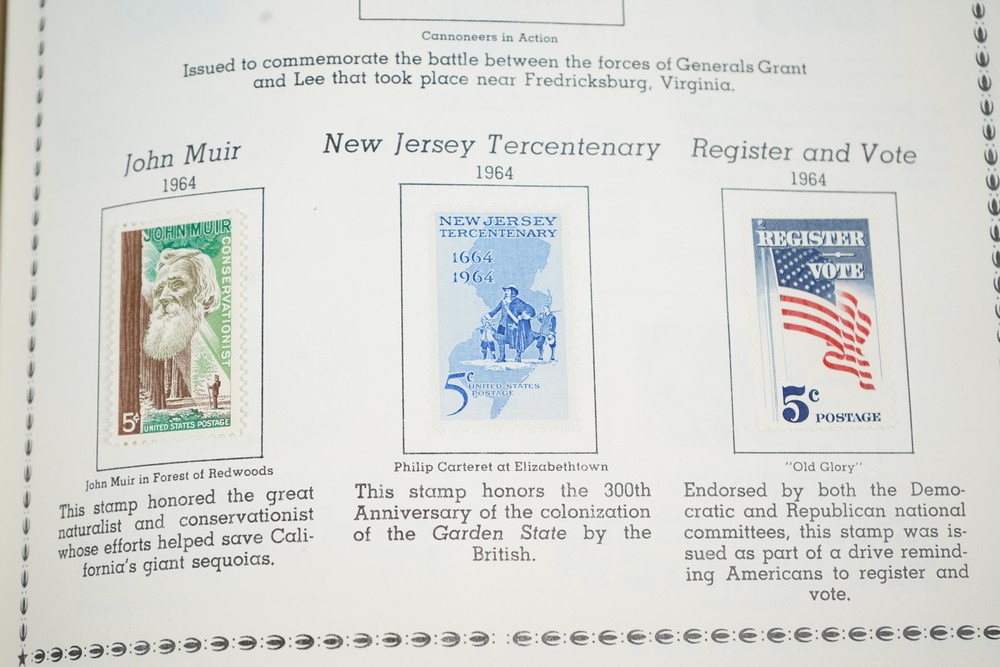 Cannoneers in Action
Issued to commemorate the battle between the forces of Generals Grant
and Lee that took place near Fredricksburg, Virginia.
John Muir
1964
JOHN MUIR
CONSERVATIONIST
5¢
UNITED STATES POSTAGE
John Muir in Forest of Redwoods
This stamp honored the great
naturalist and conservationist
whose efforts helped save Cali-
fornia's giant sequoias.
New Jersey Tercentenary
1964
NEW JERSEY
TERCENTENARY
1664
1964
5c
UNITED STATES
POSTAGE
Philip Carteret at Elizabethtown
This stamp honors the 300th
Anniversary of the colonization
of the Garden State by the
British.
Register and Vote
1964
REGISTER
VOTE
5c
POSTAGE
"Old Glory"
Endorsed by both the Demo-
cratic and Republican national
committees, this stamp was is-
sued as part of a drive remind-
ing Americans to register and
vote.